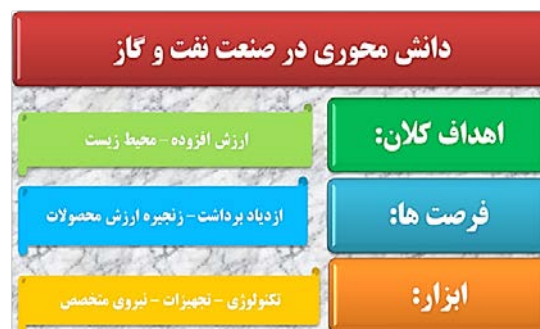 دانش محوری در صنعت نفت و گاز
اهداف کلان:
ارزش افزوده – محیط زیست
فرصت ها:
ازدیاد برداشت – زنجیره ارزش محصولات
ابزار:
تکنولوژی – تجهیزات – نیروی متخصص